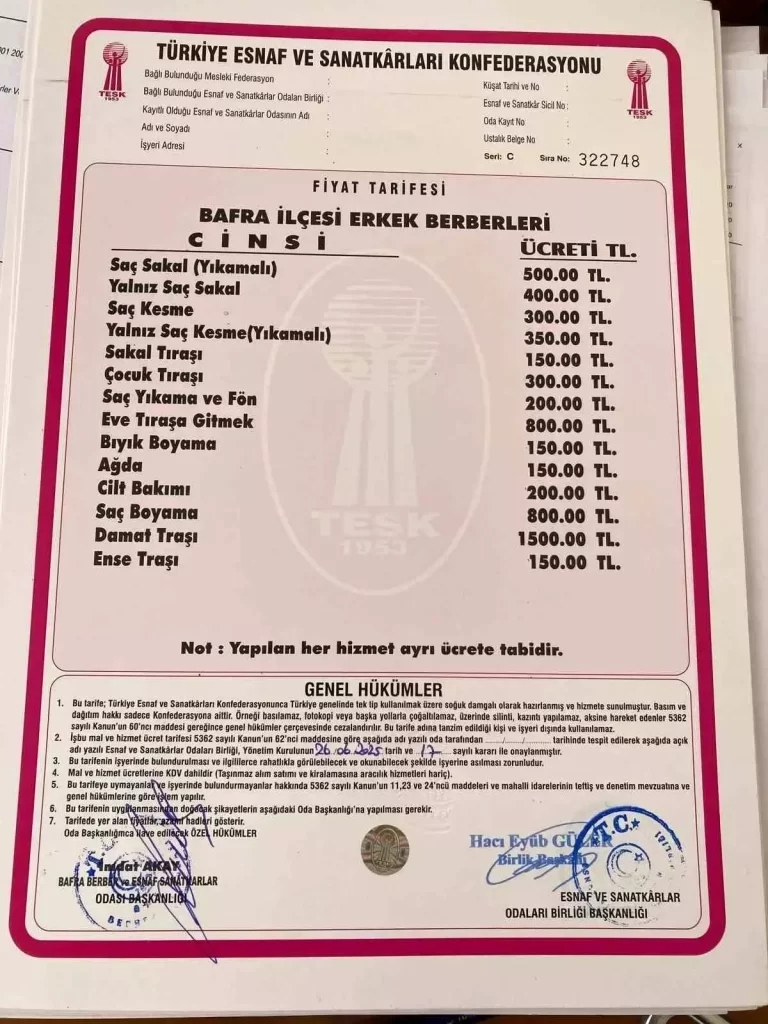 TÜRKİYE ESNAF VE SANATKÂRLARI KONFEDERASYONU
TESK
1953
TESK
1953
Bağlı Bulunduğu Mesleki Federasyon :
Bağlı Bulunduğu Esnaf ve Sanatkârlar Odaları Birliği :
Kayıtlı Olduğu Esnaf ve Sanatkârlar Odasının Adı :
Adı ve Soyadı :
İşyeri Adresi :
Küşat Tarihi ve No :
Esnaf ve Sanatkâr Sicil No :
Oda Kayıt No :
Ustalık Belge No :
Seri: C Sıra No: 322748
FİYAT TARİFESİ
BAFRA İLÇESİ ERKEK BERBERLERİ
CİNSİ ÜCRETİ TL.
Saç Sakal (Yıkamalı) 500.00 TL.
Yalnız Saç Sakal 400.00 TL.
Saç Kesme 300.00 TL.
Yalnız Saç Kesme(Yıkamalı) 350.00 TL.
Sakal Tıraşı 150.00 TL.
Çocuk Tıraşı 300.00 TL.
Saç Yıkama ve Fön 200.00 TL.
Eve Tıraşa Gitmek 800.00 TL.
Bıyık Boyama 150.00 TL.
Ağda 150.00 TL.
Cilt Bakımı 200.00 TL.
Saç Boyama 800.00 TL.
Damat Traşı 1500.00 TL.
Ense Traşı 150.00 TL.
TESK
1953
Not : Yapılan her hizmet ayrı ücrete tabidir.
GENEL HÜKÜMLER
1. Bu tarife; Türkiye Esnaf ve Sanatkârları Konfederasyonunca Türkiye genelinde tek tip kullanılmak üzere soğuk damgalı olarak hazırlanmış ve hizmete sunulmuştur. Basım ve
dağıtım hakkı sadece Konfederasyona aittir. Örneği basılamaz, fotokopi veya başka yollarla çoğaltılamaz, üzerinde silinti, kazıntı yapılamaz, aksine hareket edenler 5362
sayılı Kanun'un 60'ncı maddesi gereğince genel hükümler çerçevesinde cezalandırılır. Bu tarife adına tanzim edildiği kişi ve işyeri dışında kullanılamaz.
2. İşbu mal ve hizmet ücret tarifesi 5362 sayılı Kanun'un 62'nci maddesine göre aşağıda adı yazılı oda tarafından ....../....../...... tarihinde tespit edilerek aşağıda açık
adı yazılı Esnaf ve Sanatkârlar Odaları Birliği, Yönetim Kurulunun 26/06/2025 tarih ve 17 sayılı kararı ile onaylanmıştır.
3. Bu tarifenin işyerinde bulundurulması ve ilgililerce rahatlıkla görülebilecek ve okunabilecek şekilde işyerine asılması zorunludur.
4. Mal ve hizmet ücretlerine KDV dahildir (Taşınmaz alım satımı ve kiralamasına aracılık hizmetleri hariç).
5. Bu tarifeye uymayanlar ve işyerinde bulundurmayanlar hakkında 5362 sayılı Kanun'un 11,23 ve 24'ncü maddeleri ve mahalli idarelerinin teftiş ve denetim mevzuatına ve
genel hükümlerine göre işlem yapılır.
6. Bu tarifenin uygulanmasından doğacak şikayetlerin aşağıdaki Oda Başkanlığı'na yapılması gerekir.
7. Tarifede yer alan fiyatlar, azami hadleri gösterir.
Oda Başkanlığınca ilave edilecek ÖZEL HÜKÜMLER
İmdat AKAY
BAFRA BERBER ve ESNAF SANATKARLAR
ODASI BAŞKANLIĞI
Hacı Eyüb GÜLER
Birlik Başkanı
T.C.
ESNAF VE SANATKÂRLAR
ODALARI BİRLİĞİ BAŞKANLIĞI